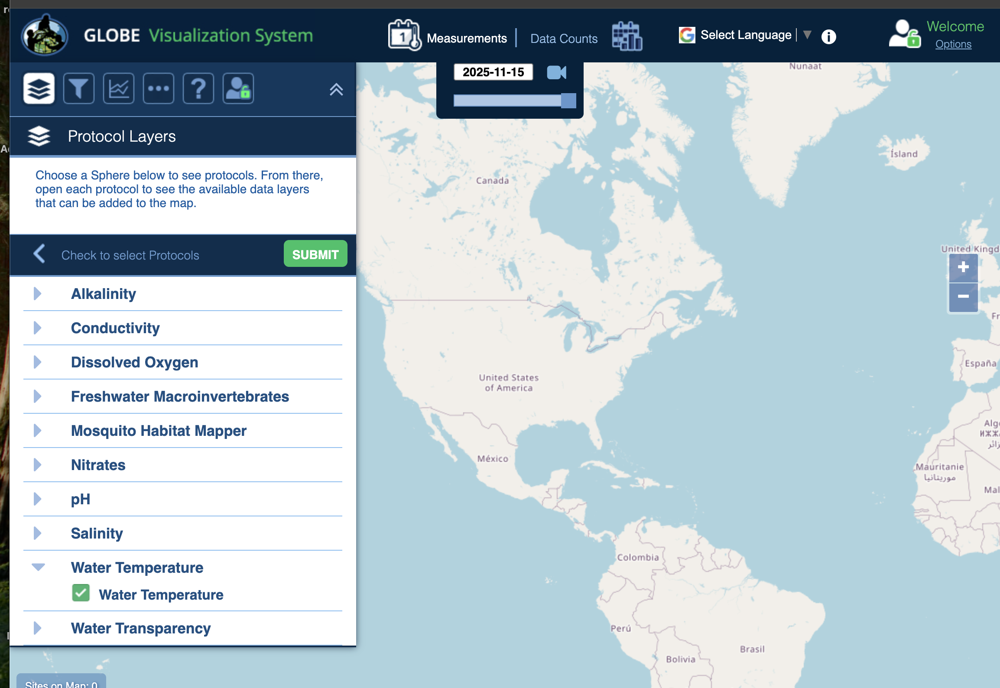 GLOBE Visualization System
1
Measurements
Data Counts
Select Language
Welcome
Options
2025-11-15
Protocol Layers
Choose a Sphere below to see protocols. From there,
open each protocol to see the available data layers
that can be added to the map.
Check to select Protocols
SUBMIT
Alkalinity
Conductivity
Dissolved Oxygen
Freshwater Macroinvertebrates
Mosquito Habitat Mapper
Nitrates
pH
Salinity
Water Temperature
Water Temperature
Water Transparency
Sites on Map: 0
Nunaat
Ísland
Canada
United Kingd
United States
of America
Fr
España
México
Alg
Mauritanie
موريتانيا
Mal
Colombia
Perú
Brasil
Bolivia